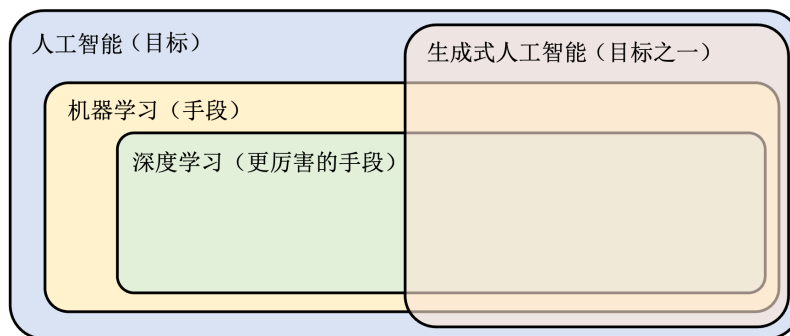 人工智能（目标）
生成式人工智能（目标之一）
机器学习（手段）
深度学习（更厉害的手段）